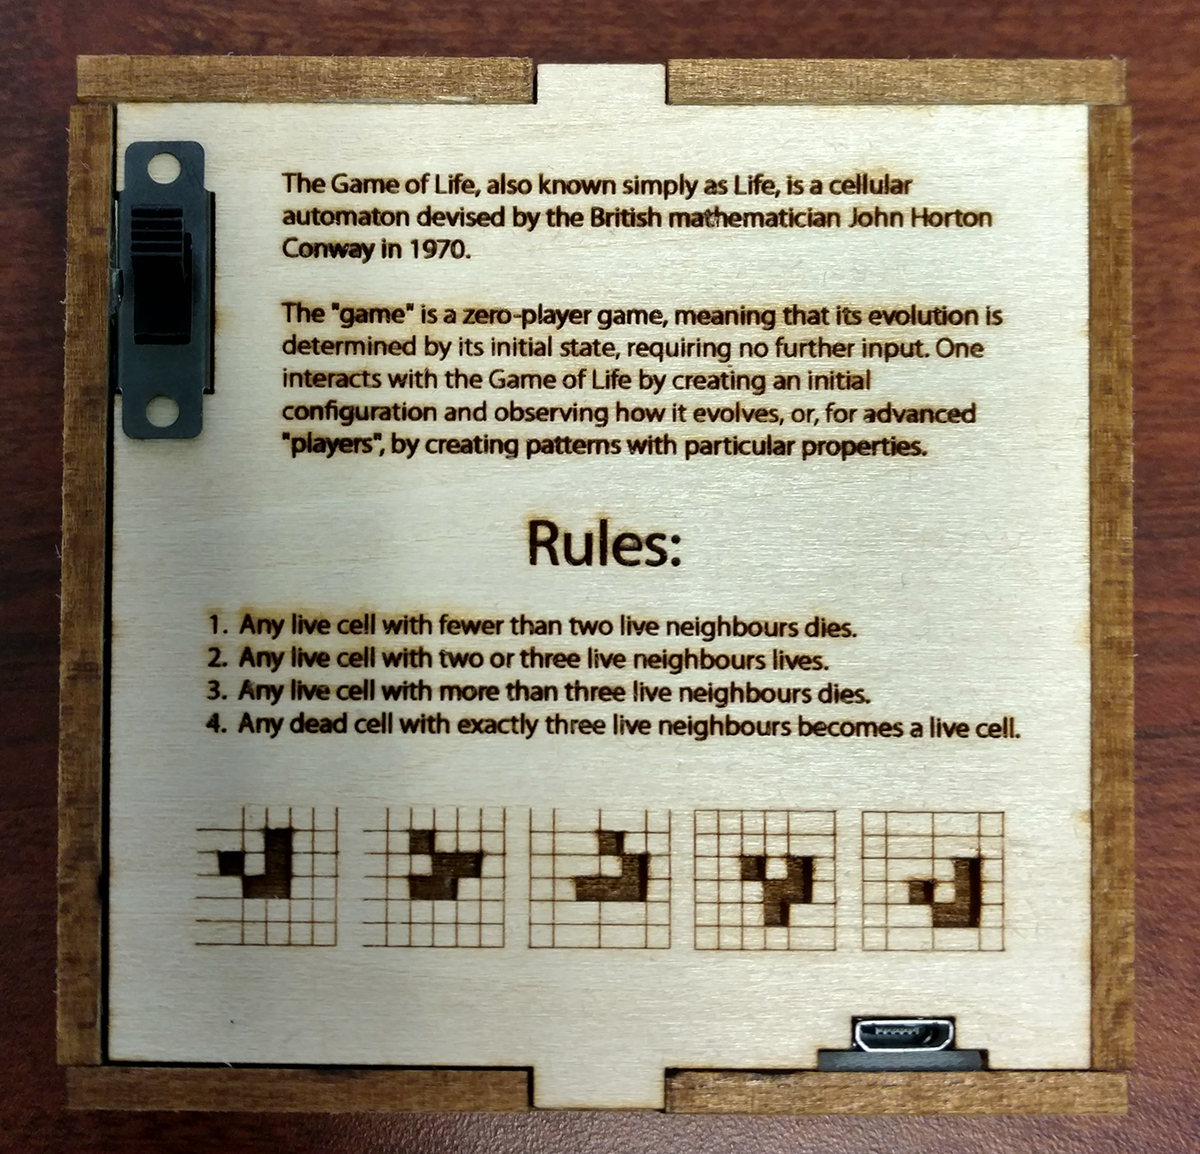 The Game of Life, also known simply as Life, is a cellular
automaton devised by the British mathematician John Horton
Conway in 1970.
The "game" is a zero-player game, meaning that its evolution is
determined by its initial state, requiring no further input. One
interacts with the Game of Life by creating an initial
configuration and observing how it evolves, or, for advanced
"players", by creating patterns with particular properties.
Rules:
1. Any live cell with fewer than two live neighbours dies.
2. Any live cell with two or three live neighbours lives.
3. Any live cell with more than three live neighbours dies.
4. Any dead cell with exactly three live neighbours becomes a live cell.